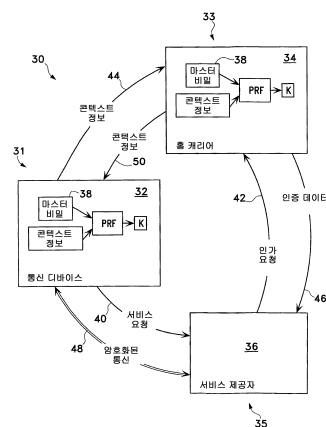 33
30
34
44
38
마스터
비밀
PRF
K
콘텍스트
정보
콘텍스트
정보
홈 캐리어
콘텍스트
정보
50
31
42
인증 데이터
38
32
마스터
비밀
PRF
K
콘텍스트
정보
인가
요청
통신 디바이스
40
서비스
요청
46
48
암호화된
통신
36
서비스 제공자
35